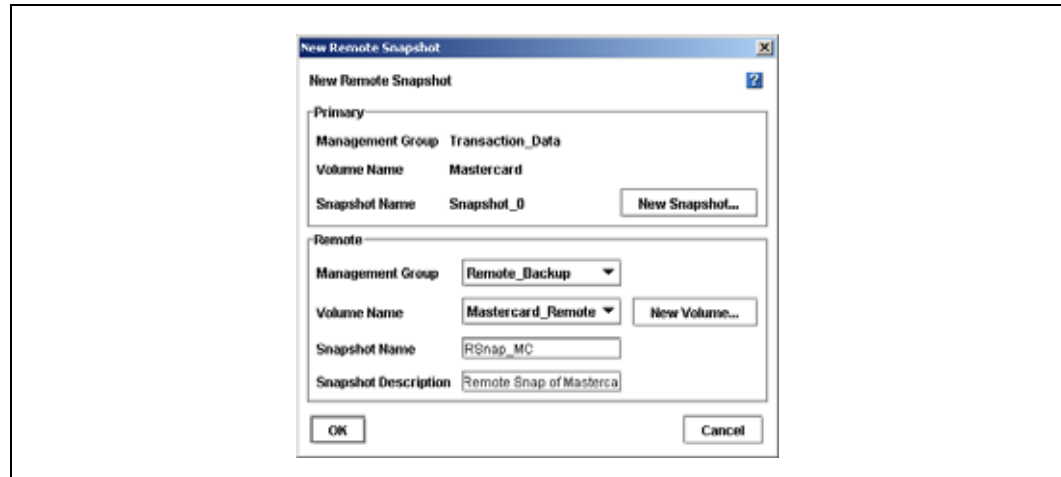 New Remote Snapshot
New Remote Snapshot
?
Primary
Management Group Transaction_Data
Volume Name Mastercard
Snapshot Name Snapshot_0 New Snapshot...
Remote
Management Group Remote_Backup
Volume Name Mastercard_Remote New Volume...
Snapshot Name RSnap_MC
Snapshot Description Remote Snap of Masterca
OK Cancel